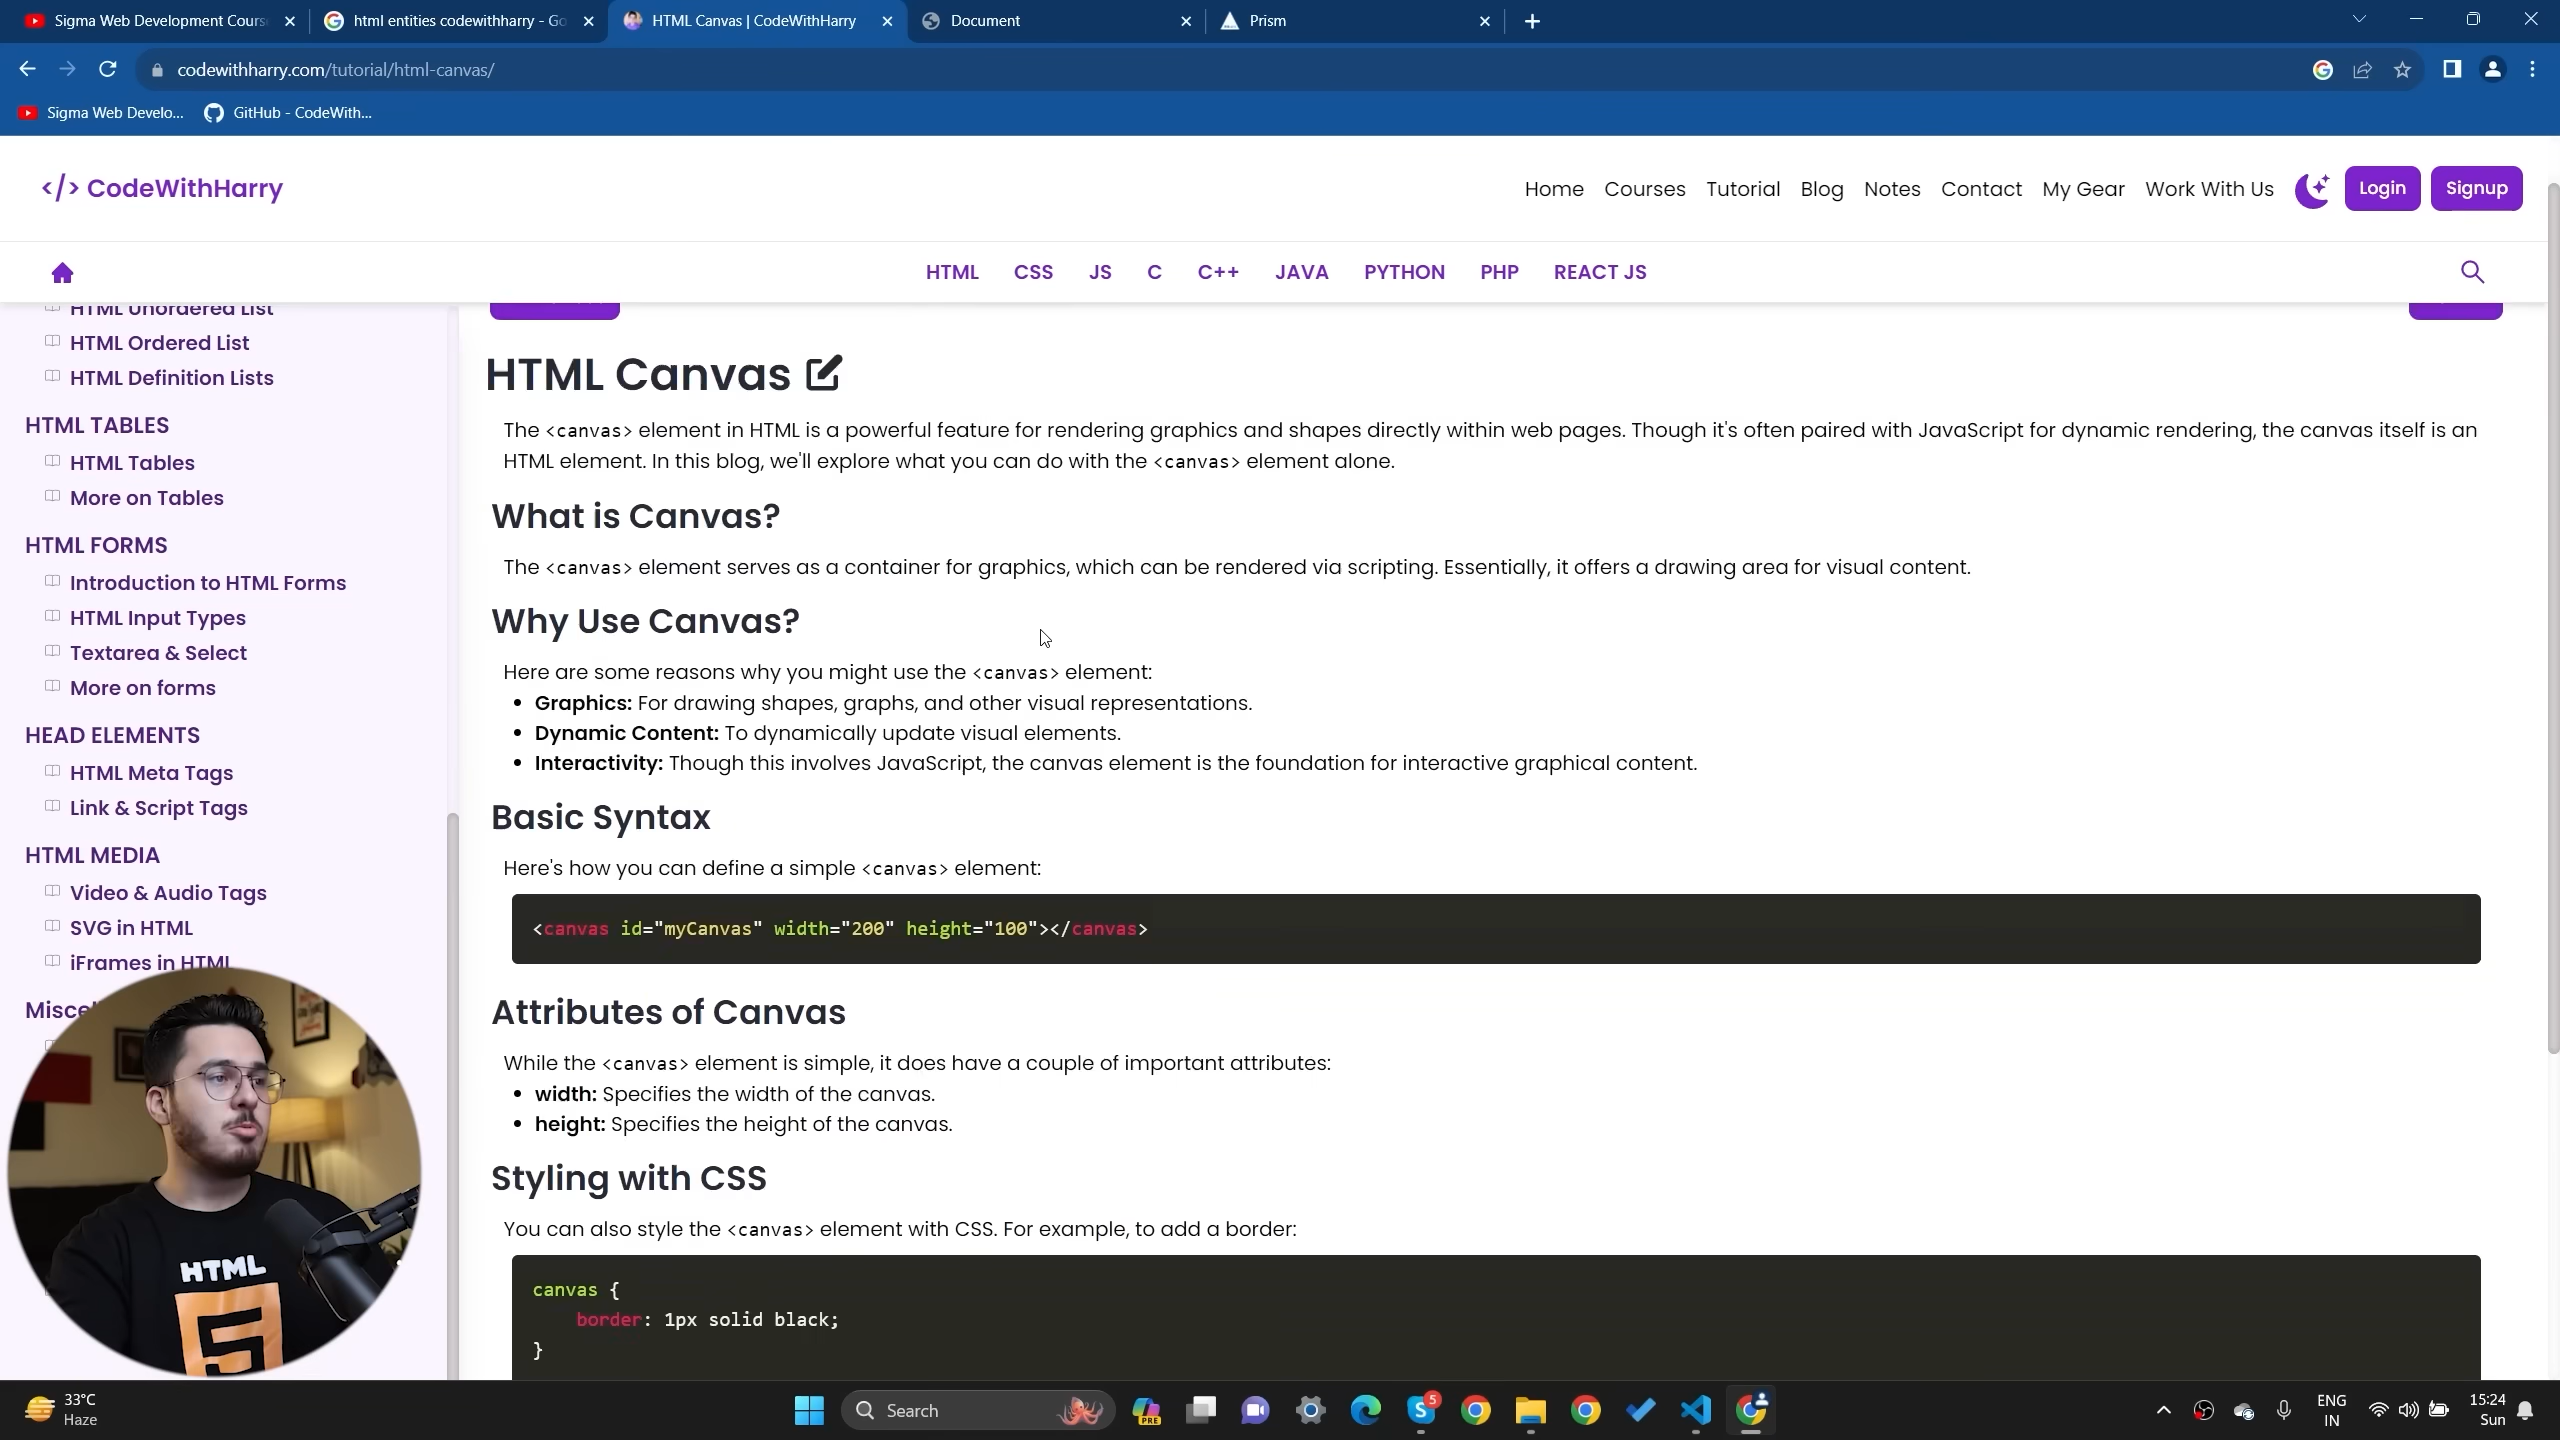 Sigma Web Development Cours
html entities codewithharry - Go
HTML Canvas | CodeWithHarry
Document
Prism
codewithharry.com/tutorial/html-canvas/
Sigma Web Develo...
GitHub - CodeWith...
</> CodeWithHarry
Home
Courses
Tutorial
Blog
Notes
Contact
My Gear
Work With Us
Login
Signup
HTML
CSS
JS
C
C++
JAVA
PYTHON
PHP
REACT JS
HTML Unordered List
HTML Ordered List
HTML Definition Lists
HTML TABLES
HTML Tables
More on Tables
HTML FORMS
Introduction to HTML Forms
HTML Input Types
Textarea & Select
More on forms
HEAD ELEMENTS
HTML Meta Tags
Link & Script Tags
HTML MEDIA
Video & Audio Tags
SVG in HTML
iFrames in HTML
HTML Canvas
The <canvas> element in HTML is a powerful feature for rendering graphics and shapes directly within web pages. Though it's often paired with JavaScript for dynamic rendering, the canvas itself is an
HTML element. In this blog, we'll explore what you can do with the <canvas> element alone.
What is Canvas?
The <canvas> element serves as a container for graphics, which can be rendered via scripting. Essentially, it offers a drawing area for visual content.
Why Use Canvas?
Here are some reasons why you might use the <canvas> element:
• Graphics: For drawing shapes, graphs, and other visual representations.
• Dynamic Content: To dynamically update visual elements.
• Interactivity: Though this involves JavaScript, the canvas element is the foundation for interactive graphical content.
Basic Syntax
Here's how you can define a simple <canvas> element:
<canvas id="myCanvas" width="200" height="100"></canvas>
Attributes of Canvas
While the <canvas> element is simple, it does have a couple of important attributes:
• width: Specifies the width of the canvas.
• height: Specifies the height of the canvas.
Styling with CSS
You can also style the <canvas> element with CSS. For example, to add a border:
canvas {
border: 1px solid black;
}
HTML
5
33°C
Haze
Search
PRE
5
ENG
IN
15:24
Sun